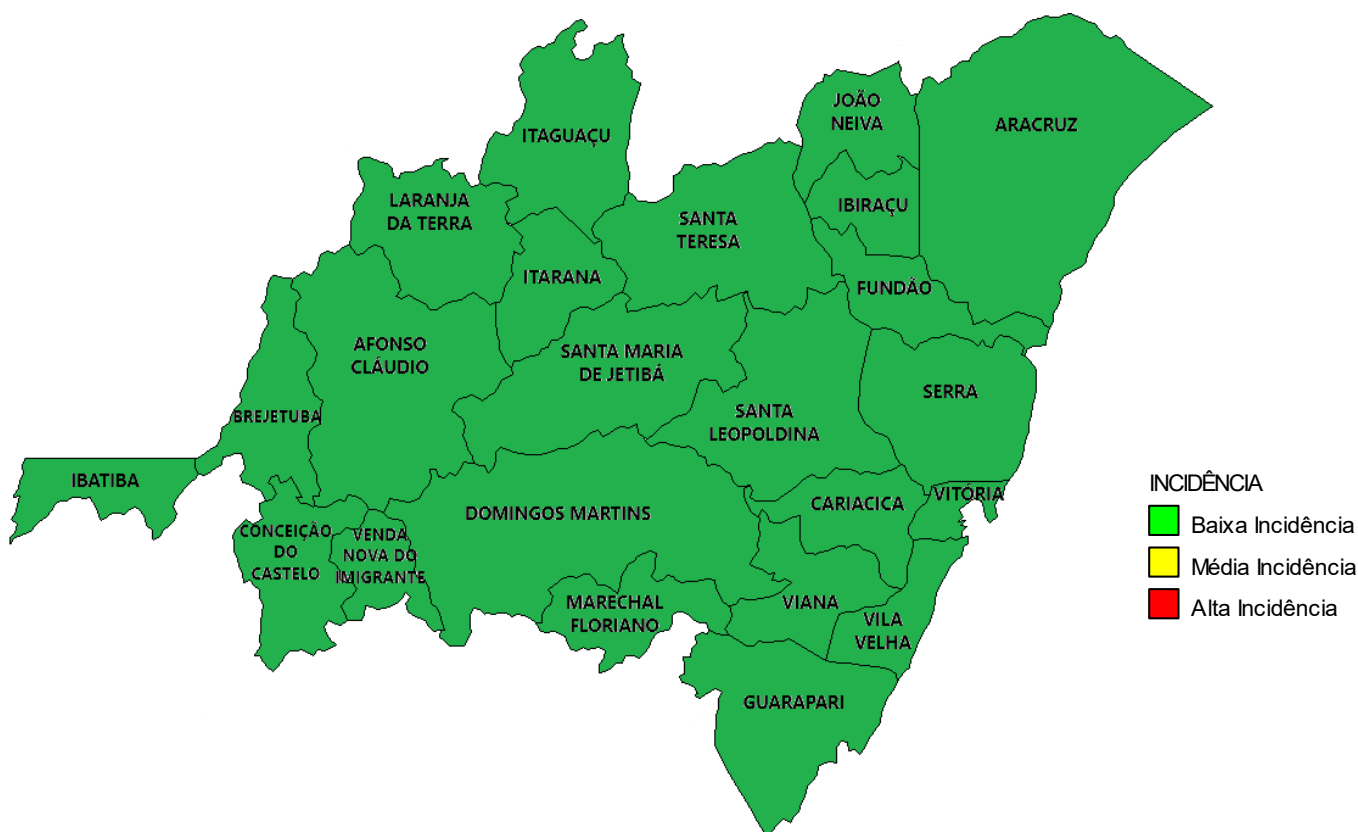 JOÃO
NEIVA
ARACRUZ
ITAGUAÇU
LARANJA
DA TERRA
IBIRAÇU
SANTA
TERESA
ITARANA
FUNDÃO
AFONSO
CLÁUDIO
SANTA MARIA
DE JETIBÁ
SERRA
BREJETUBA
SANTA
LEOPOLDINA
IBATIBA
VITÓRIA
CARIACICA
DOMINGOS MARTINS
CONCEIÇÃO
DO
CASTELO
VENDA
NOVA DO
IMIGRANTE
MARECHAL
FLORIANO
VIANA
VILA
VELHA
GUARAPARI
INCIDÊNCIA
Baixa Incidência
Média Incidência
Alta Incidência